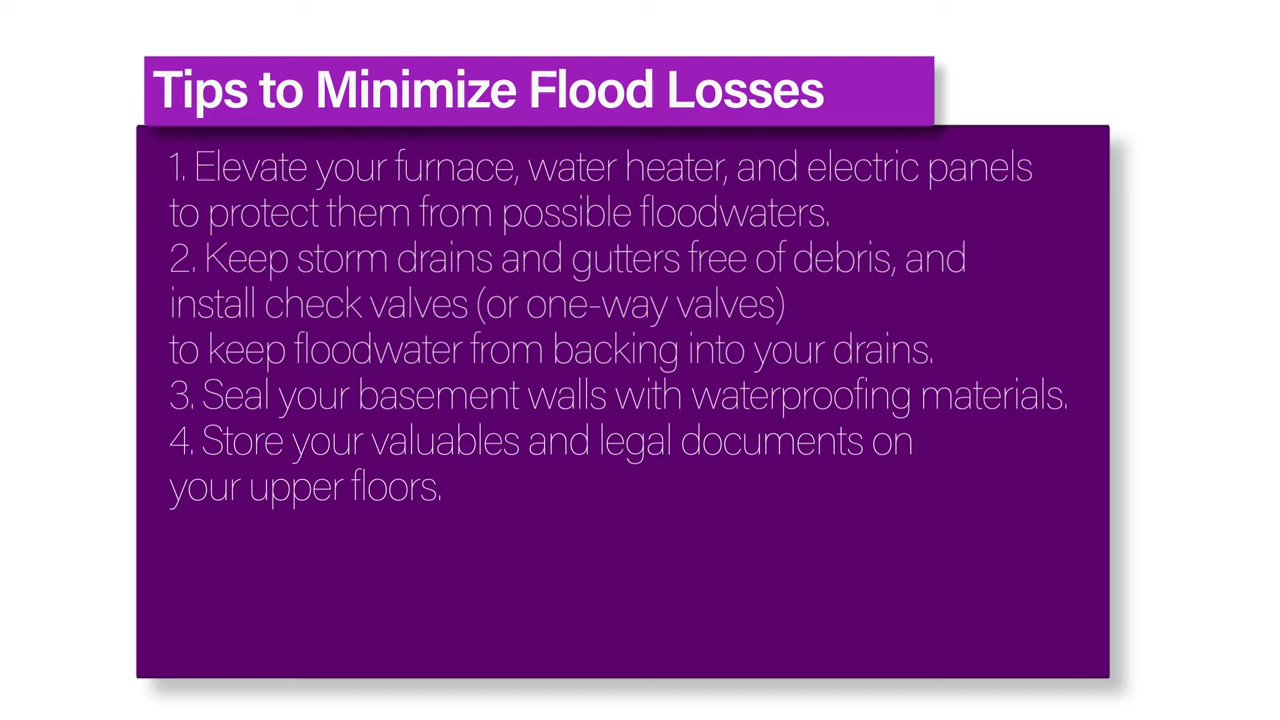 Tips to Minimize Flood Losses
1. Elevate your furnace, water heater, and electric panels
to protect them from possible floodwaters.
2. Keep storm drains and gutters free of debris, and
install check valves (or one-way valves)
to keep floodwater from backing into your drains.
3. Seal your basement walls with waterproofing materials.
4. Store your valuables and legal documents on
your upper floors.